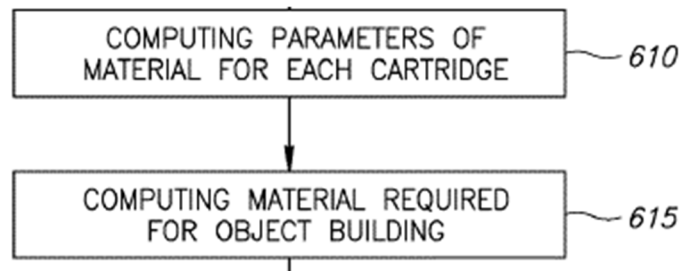 COMPUTING PARAMETERS OF
MATERIAL FOR EACH CARTRIDGE
610
COMPUTING MATERIAL REQUIRED
FOR OBJECT BUILDING
615